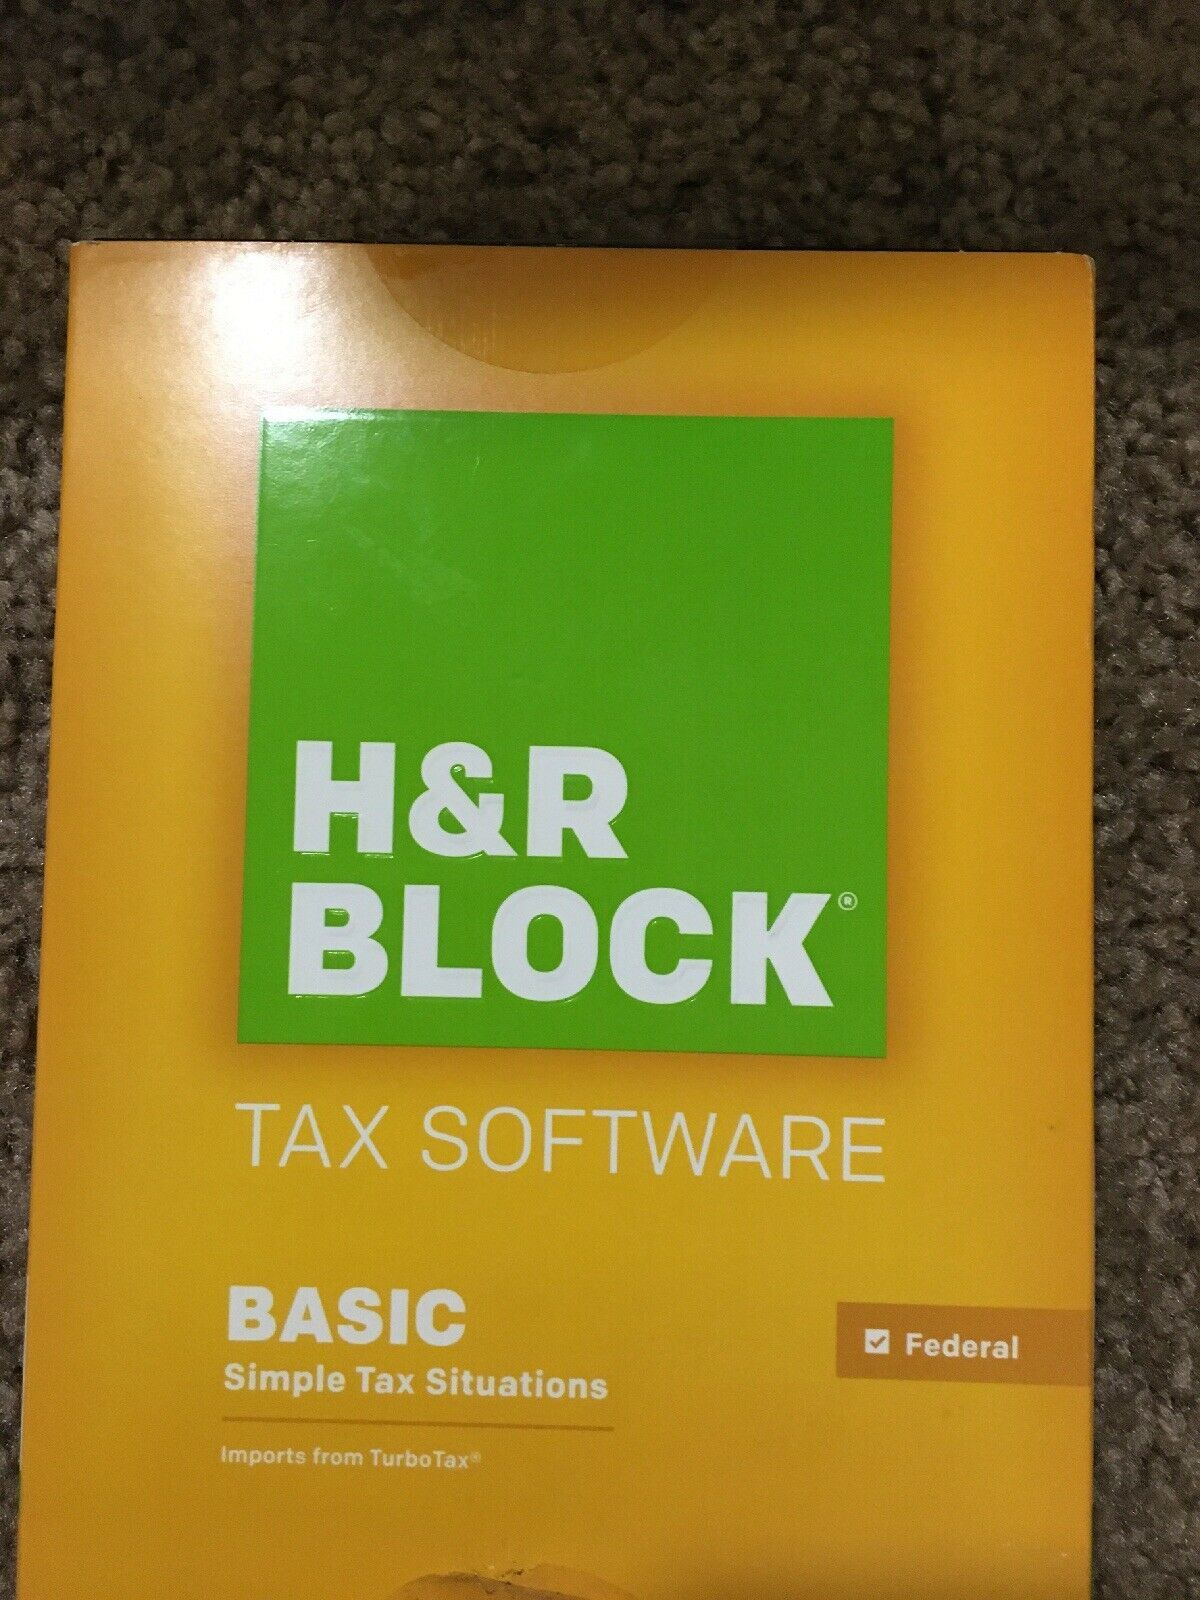 H&R
BLOCK®
TAX SOFTWARE
BASIC
Simple Tax Situations
Federal
Imports from TurboTax®